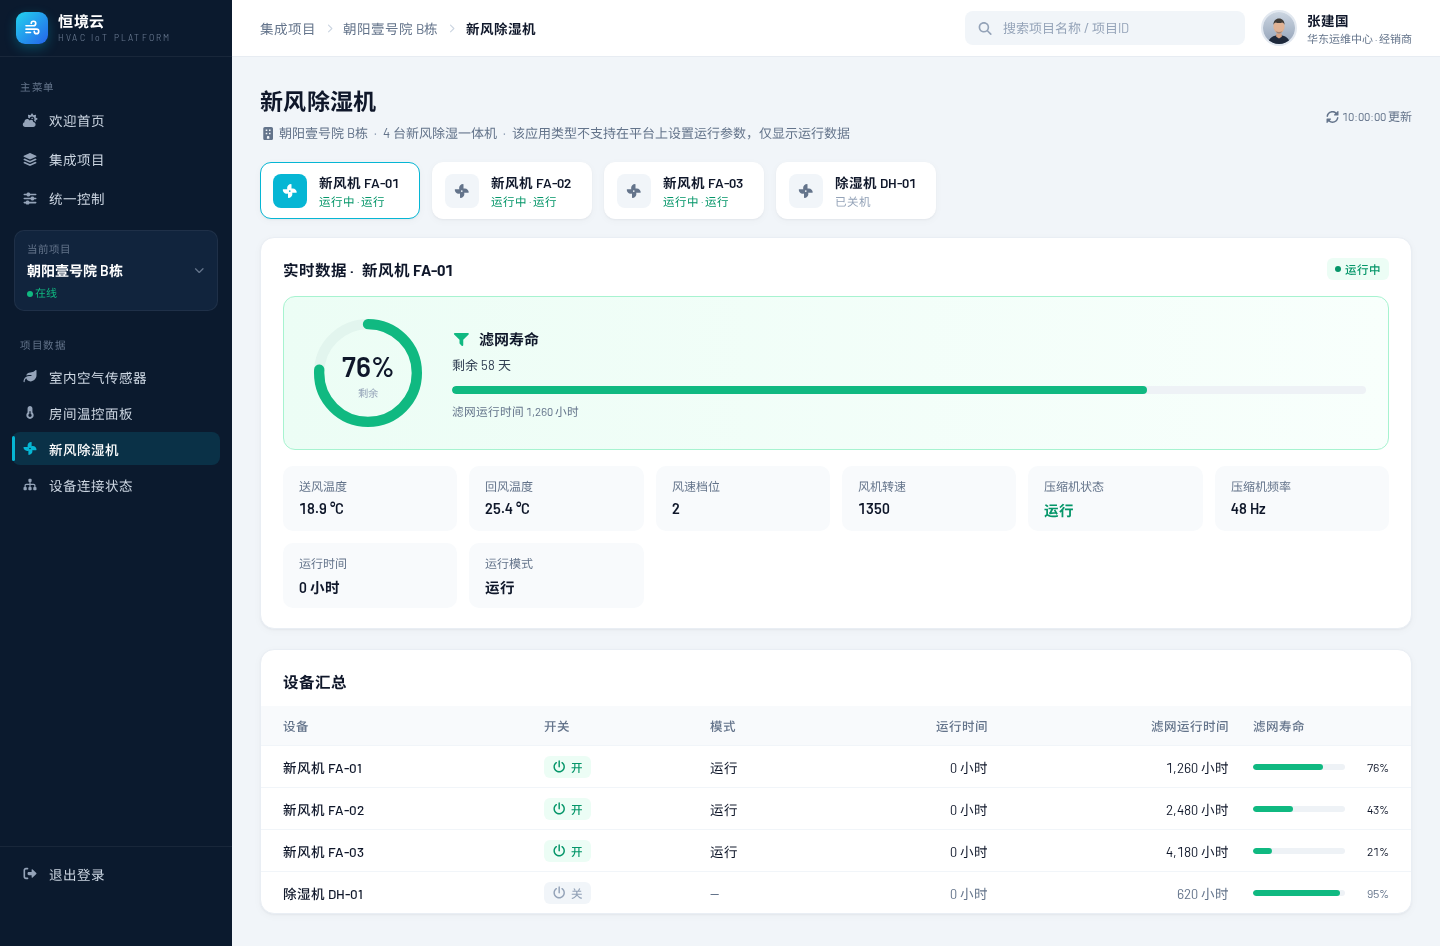 恒境云
HVAC IoT PLATFORM
主菜单
欢迎首页
集成项目
统一控制
当前项目
朝阳壹号院 B栋
在线
项目数据
室内空气传感器
房间温控面板
新风除湿机
设备连接状态
退出登录
集成项目 朝阳壹号院 B栋 新风除湿机
搜索项目名称 / 项目ID
张建国
华东运维中心 · 经销商
新风除湿机
朝阳壹号院 B栋 · 4 台新风除湿一体机 · 该应用类型不支持在平台上设置运行参数，仅显示运行数据
10:00:00 更新
新风机 FA-01
运行中 · 运行
新风机 FA-02
运行中 · 运行
新风机 FA-03
运行中 · 运行
除湿机 DH-01
已关机
实时数据 · 新风机 FA-01
运行中
76%
剩余
滤网寿命
剩余 58 天
滤网运行时间 1,260 小时
送风温度
18.9 °C
回风温度
25.4 °C
风速档位
2
风机转速
1350
压缩机状态
运行
压缩机频率
48 Hz
运行时间
0 小时
运行模式
运行
设备汇总
设备 开关 模式 运行时间 滤网运行时间 滤网寿命
新风机 FA-01 开 运行 0 小时 1,260 小时 76%
新风机 FA-02 开 运行 0 小时 2,480 小时 43%
新风机 FA-03 开 运行 0 小时 4,180 小时 21%
除湿机 DH-01 关 — 0 小时 620 小时 95%